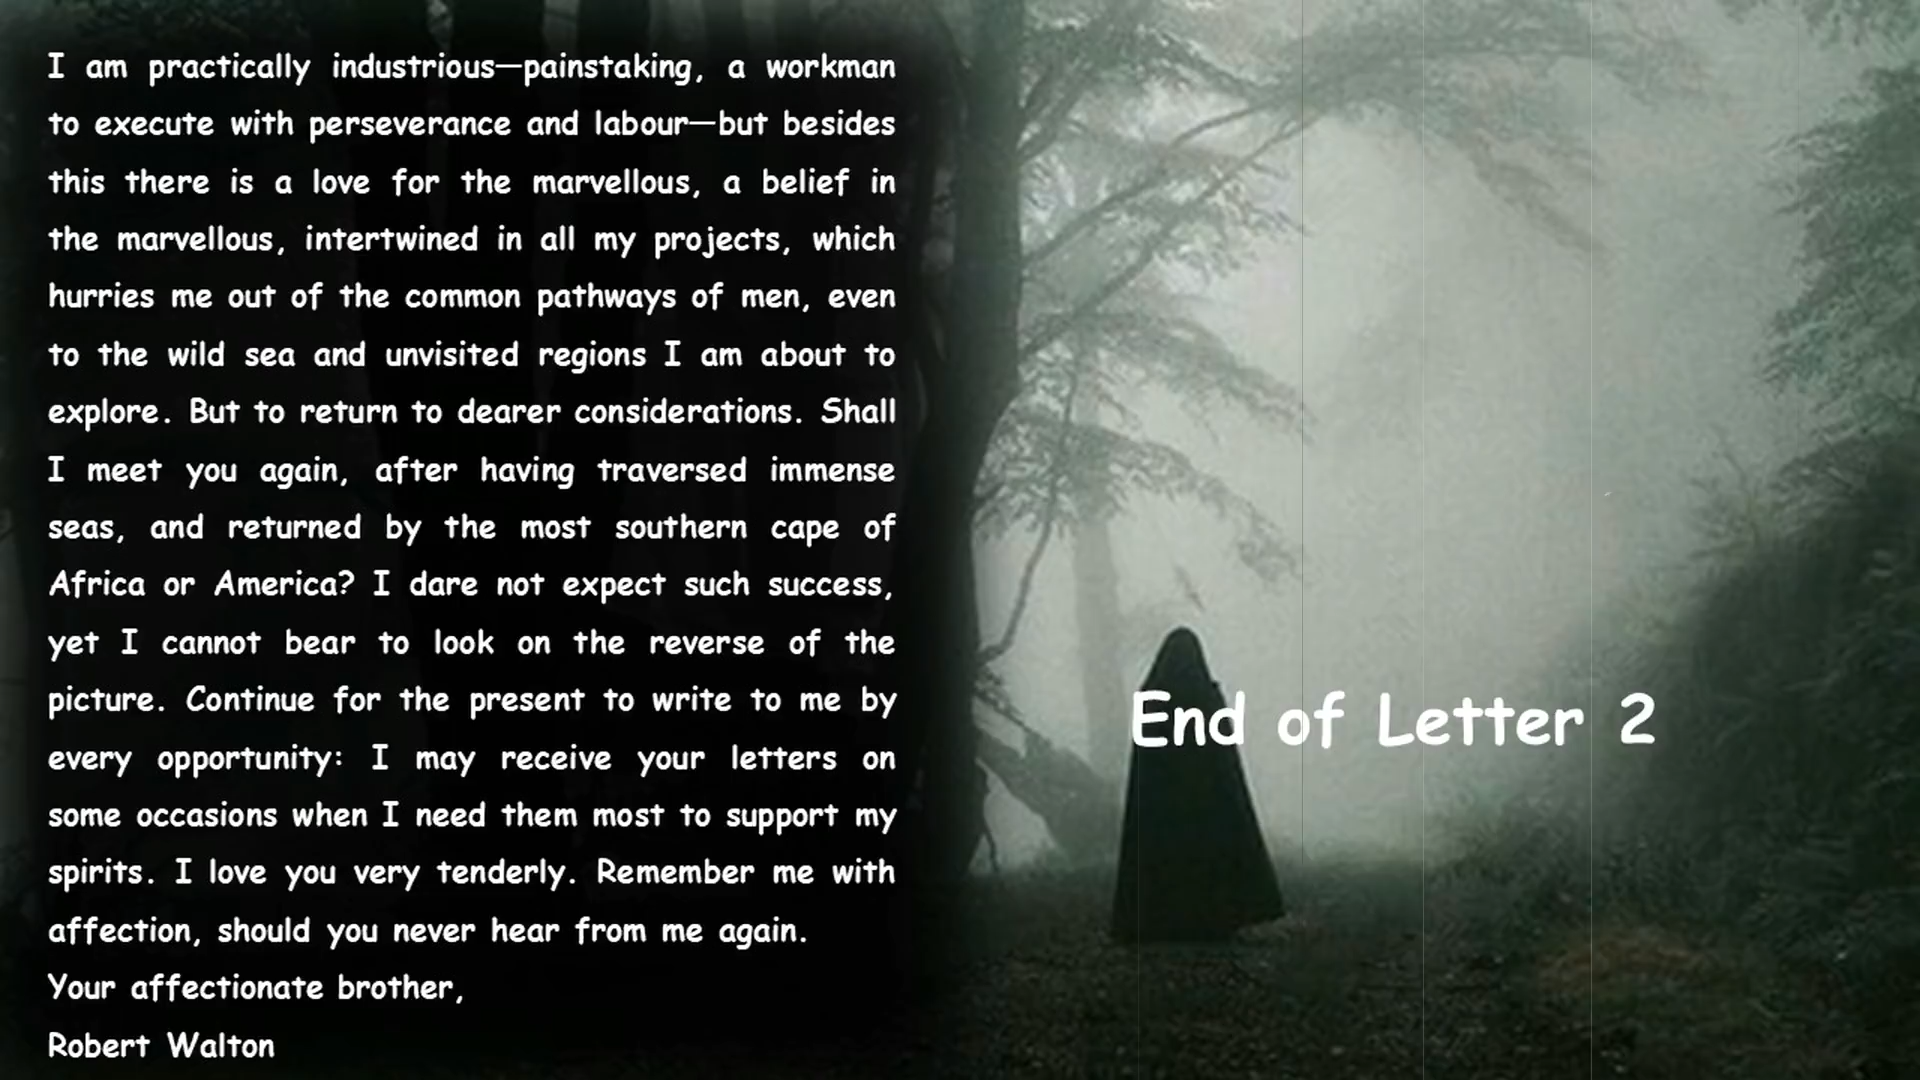 I am practically industrious—painstaking, a workman
to execute with perseverance and labour—but besides
this there is a love for the marvellous, a belief in
the marvellous, intertwined in all my projects, which
hurries me out of the common pathways of men, even
to the wild sea and unvisited regions I am about to
explore. But to return to dearer considerations. Shall
I meet you again, after having traversed immense
seas, and returned by the most southern cape of
Africa or America? I dare not expect such success,
yet I cannot bear to look on the reverse of the
picture. Continue for the present to write to me by
every opportunity: I may receive your letters on
some occasions when I need them most to support my
spirits. I love you very tenderly. Remember me with
affection, should you never hear from me again.
Your affectionate brother,
Robert Walton
End of Letter 2